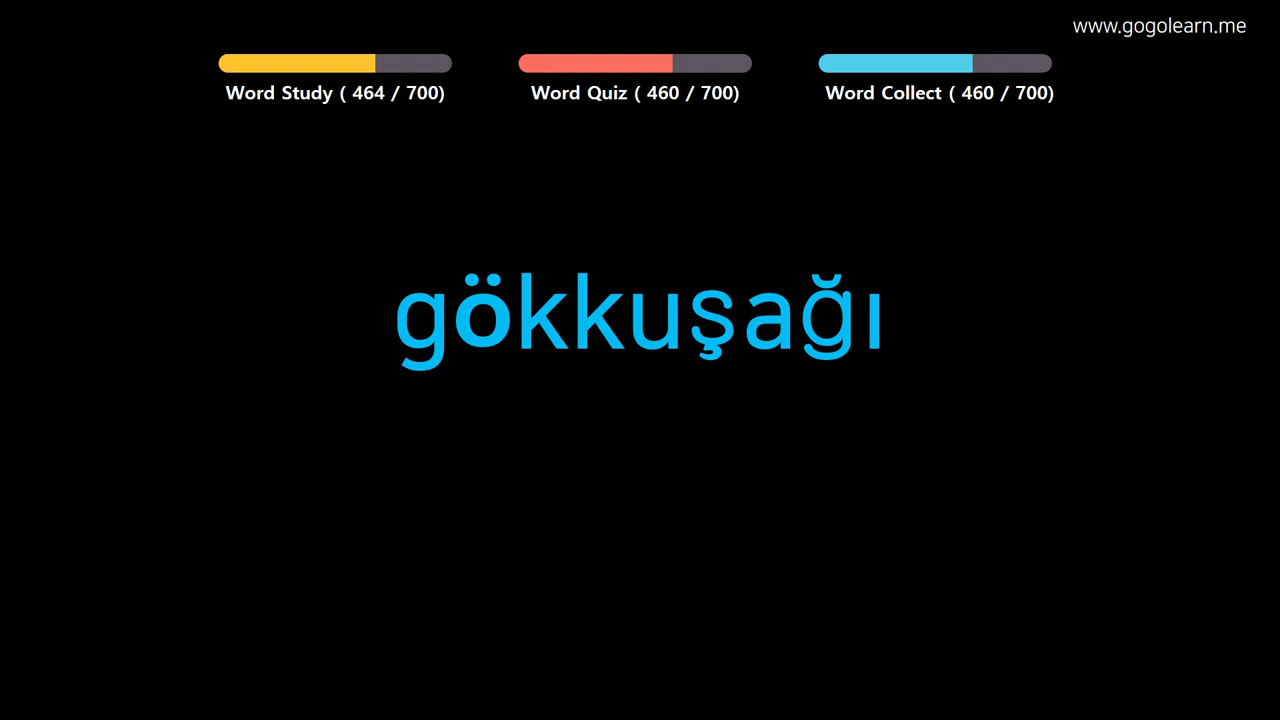 www.gogolearn.me
Word Study ( 464 / 700)
Word Quiz ( 460 / 700)
Word Collect ( 460 / 700)
gökkuşağı